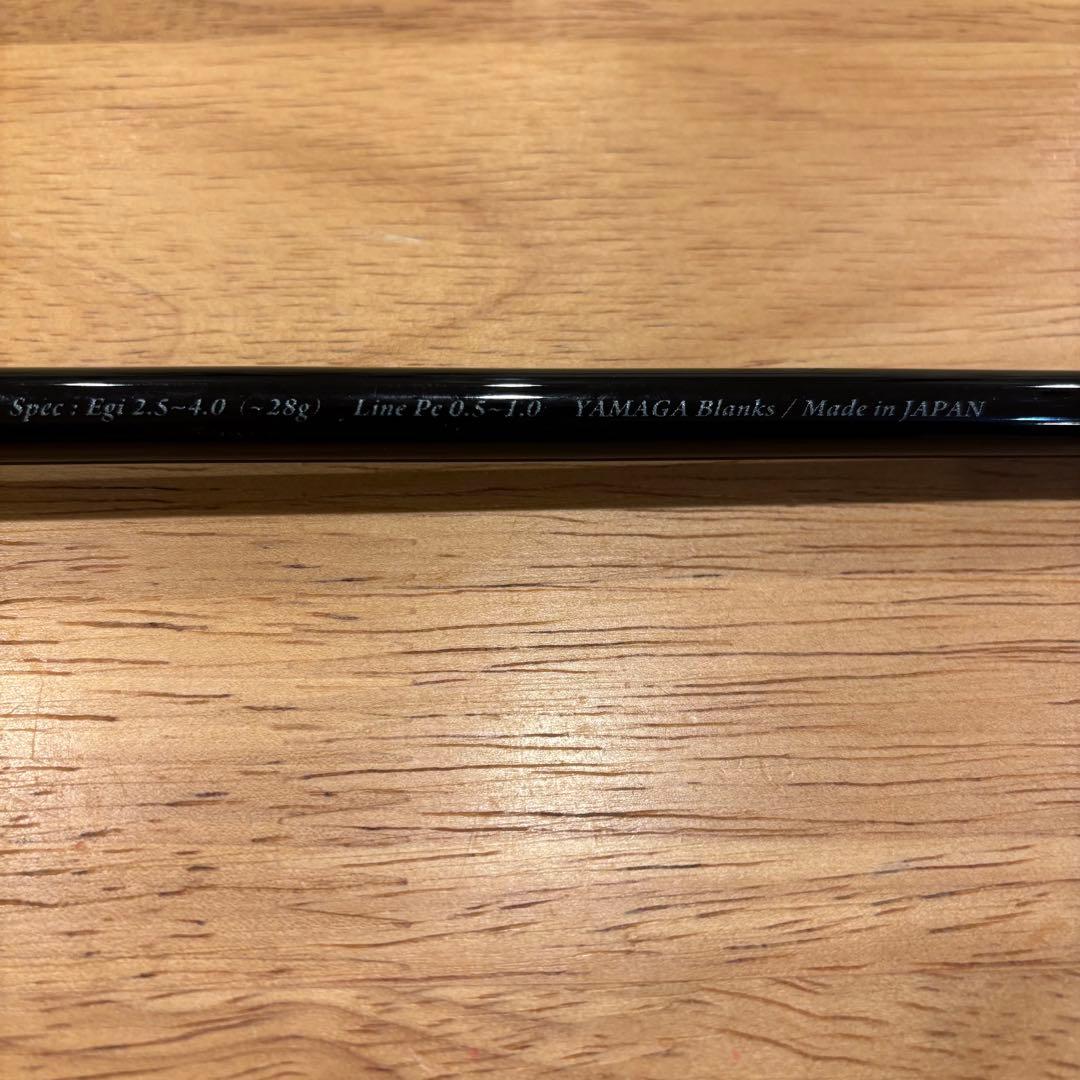 Spec : Egi 2.5~4.0 (~28g) Line Pe 0.5~1.0 YAMAGA Blanks / Made in JAPAN